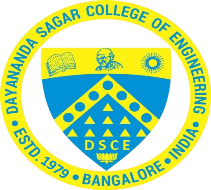 DAYANANDA SAGAR COLLEGE OF ENGINEERING
DSCE
• ESTD. 1979 • BANGALORE • INDIA •